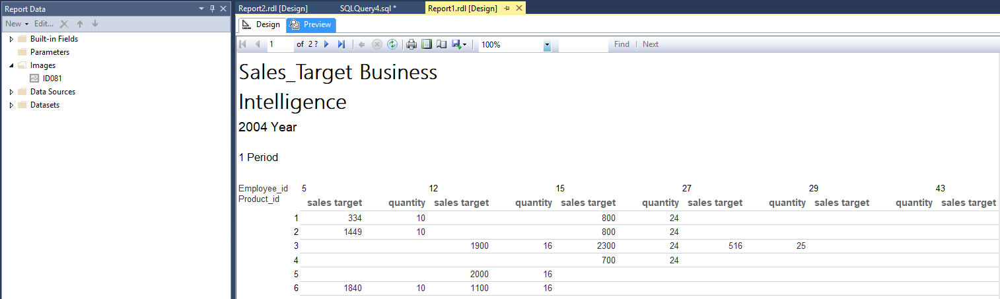 Report Data
New Edit...
Built-in Fields
Parameters
Images
ID081
Data Sources
Datasets
Report2.rdl [Design] SQLQuery4.sql * Report1.rdl [Design]
Design Preview
1 of 2 ? 100% Find | Next
Sales_Target Business
Intelligence
2004 Year
1 Period
Employee_id 5 12 15 27 29 43
Product_id sales target quantity sales target quantity sales target quantity sales target quantity sales target quantity sales target
1 334 10 800 24
2 1449 10 800 24
3 1900 16 2300 24 516 25
4 700 24
5 2000 16
6 1840 10 1100 16